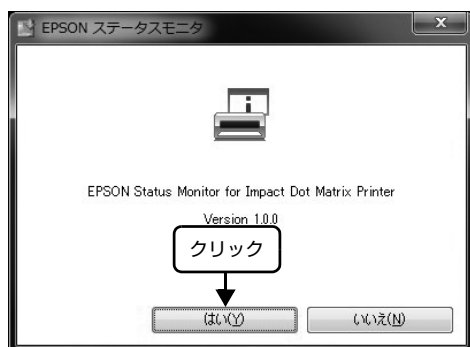 EPSON ステータスモニタ
EPSON Status Monitor for Impact Dot Matrix Printer
Version 1.0.0
クリック
はい(Y)
いいえ(N)